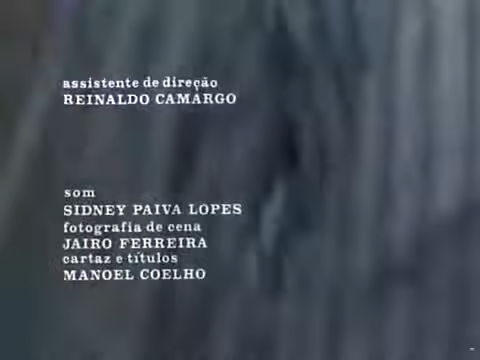 assistente de direção
REINALDO CAMARGO
som
SIDNEY PAIVA LOPES
fotografia de cena
JAIRO FERREIRA
cartaz e títulos
MANOEL COELHO